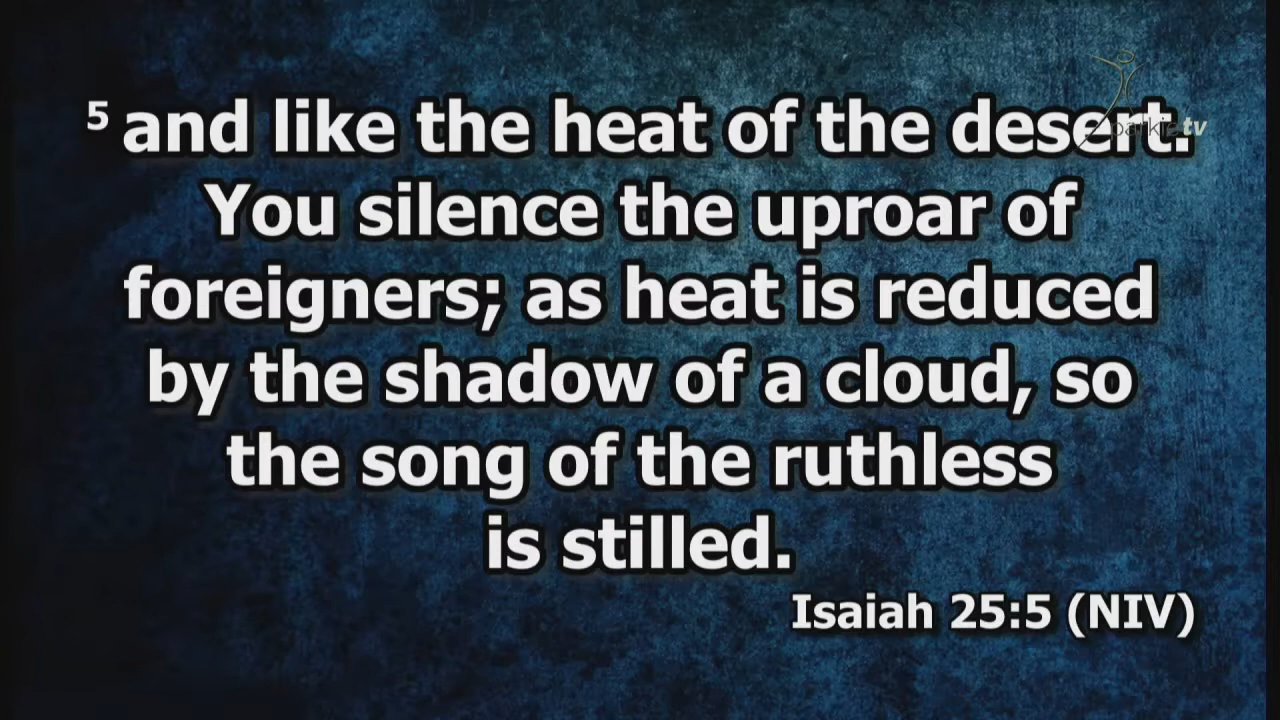 5 and like the heat of the desert.
You silence the uproar of
foreigners; as heat is reduced
by the shadow of a cloud, so
the song of the ruthless
is stilled.
Isaiah 25:5 (NIV)